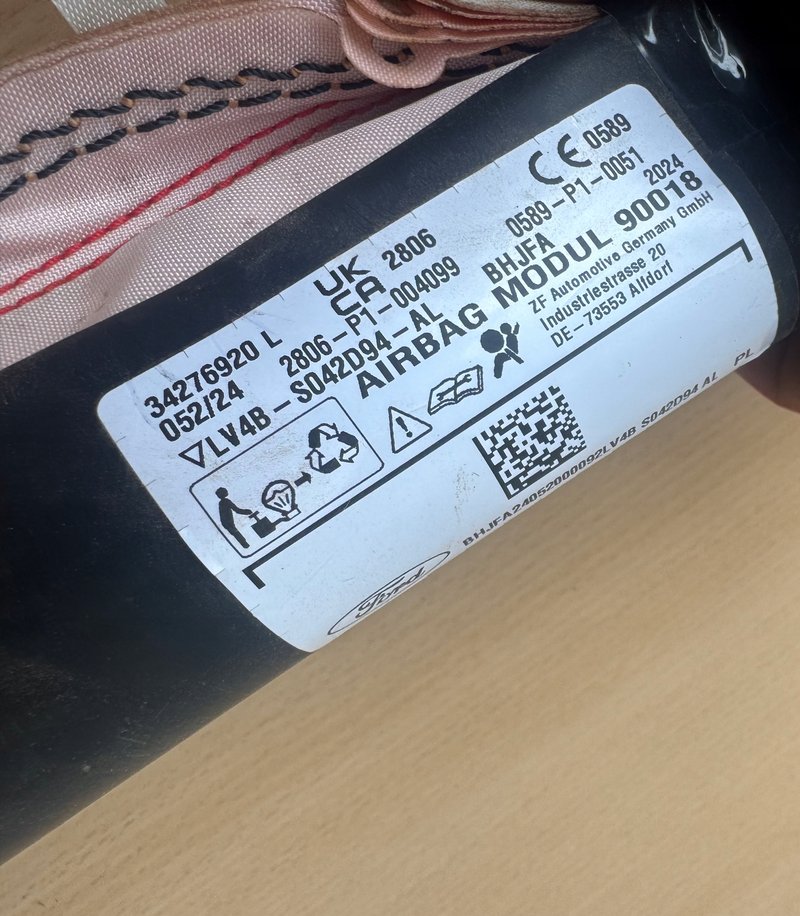 34276920 L
052/24
UK
CA 2806
CE 0589
2806-P1-004099
0589-P1-0051
▽LV4B-S042D94-AL
BHJFA
2024
AIRBAG MODUL 90018
ZF Automotive Germany GmbH
Industriestrasse 20
DE-73553 Alfdorf
BHJFA24052000092LV4B S042D94 AL PL
Ford